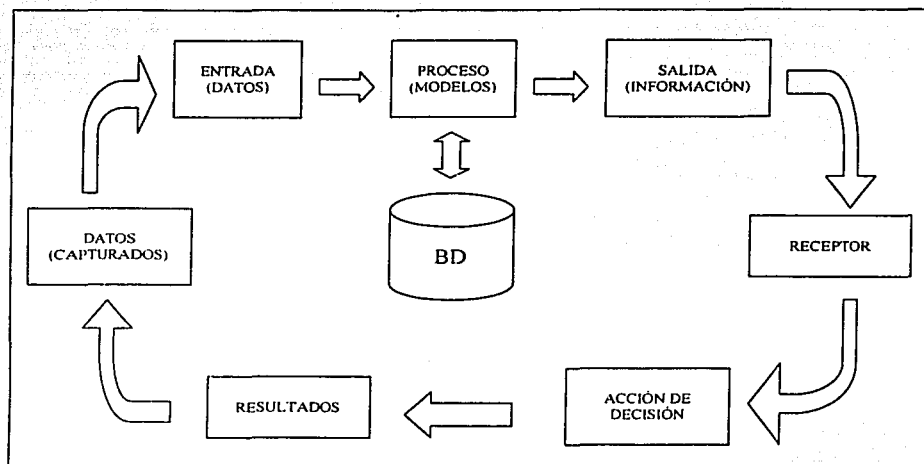 ENTRADA
(DATOS)
PROCESO
(MODELOS)
SALIDA
(INFORMACIÓN)
DATOS
(CAPTURADOS)
BD
RECEPTOR
RESULTADOS
ACCIÓN DE
DECISIÓN